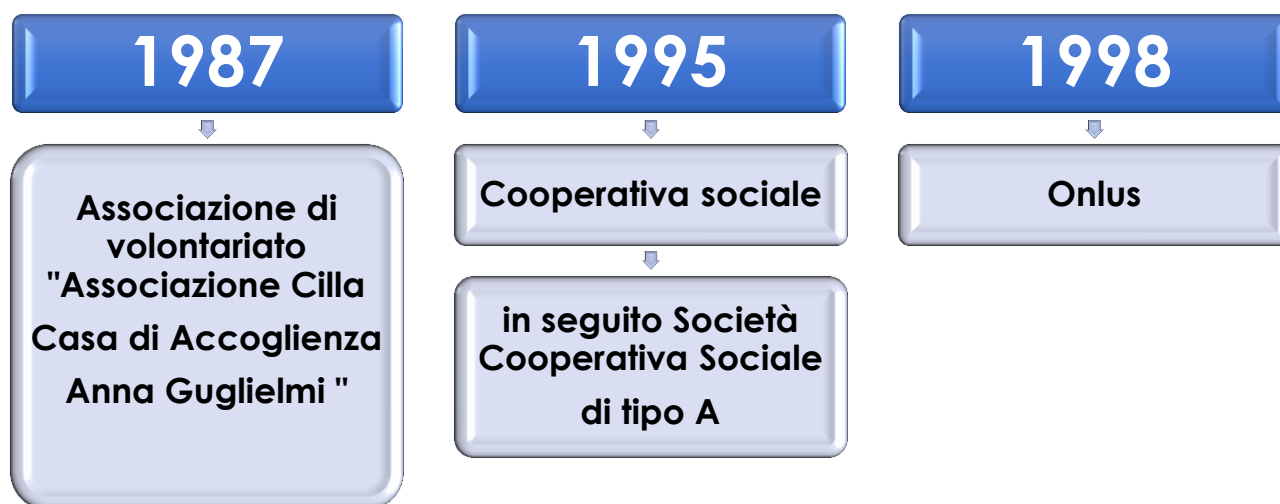 1987
Associazione di
volontariato
"Associazione Cilla
Casa di Accoglienza
Anna Guglielmi "
1995
Cooperativa sociale
in seguito Società
Cooperativa Sociale
di tipo A
1998
Onlus